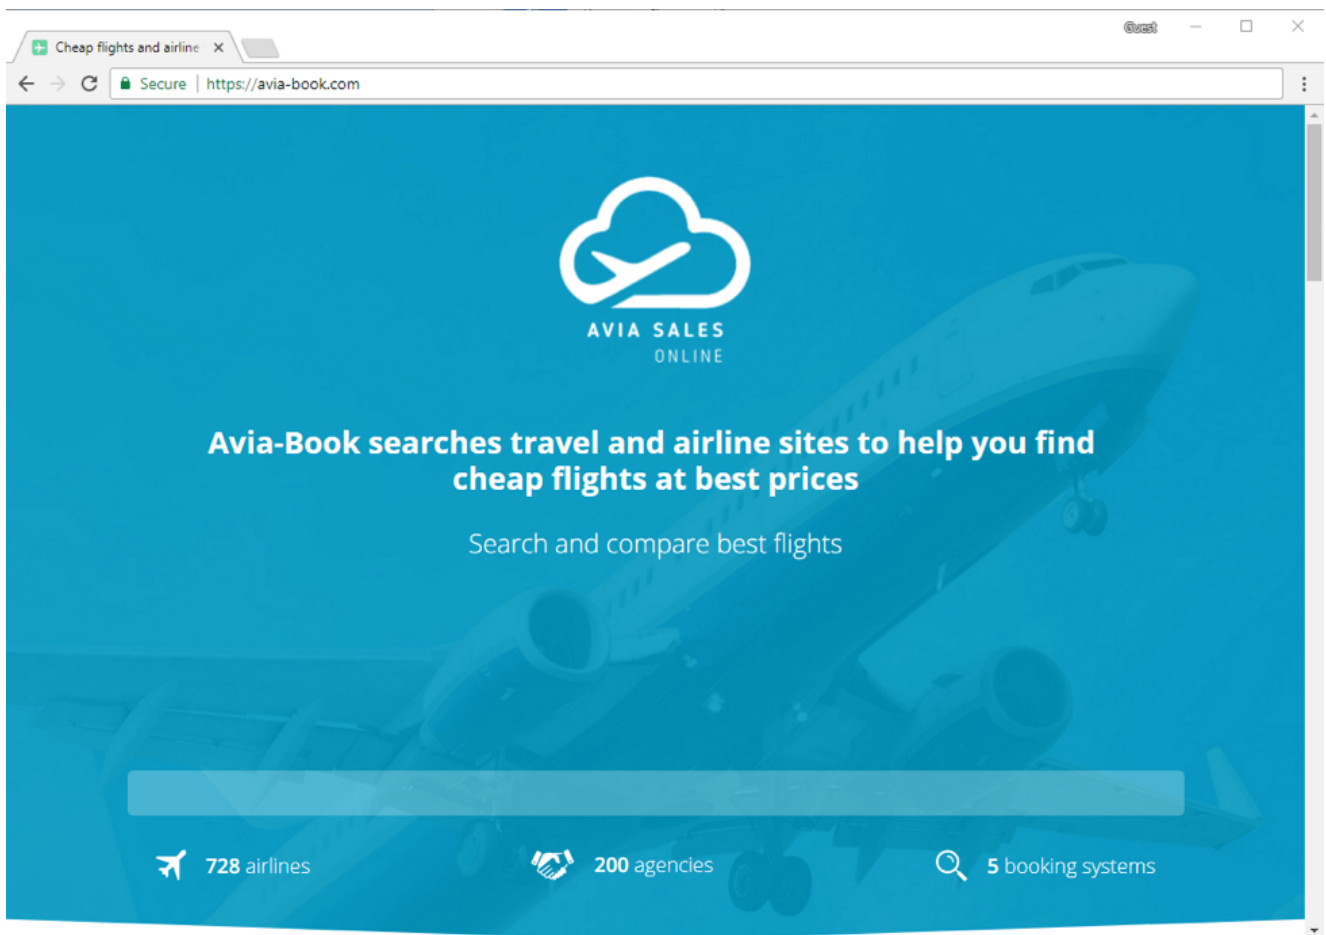 Guest
Cheap flights and airline
Secure | https://avia-book.com
AVIA SALES
ONLINE
Avia-Book searches travel and airline sites to help you find
cheap flights at best prices
Search and compare best flights
728 airlines
200 agencies
5 booking systems